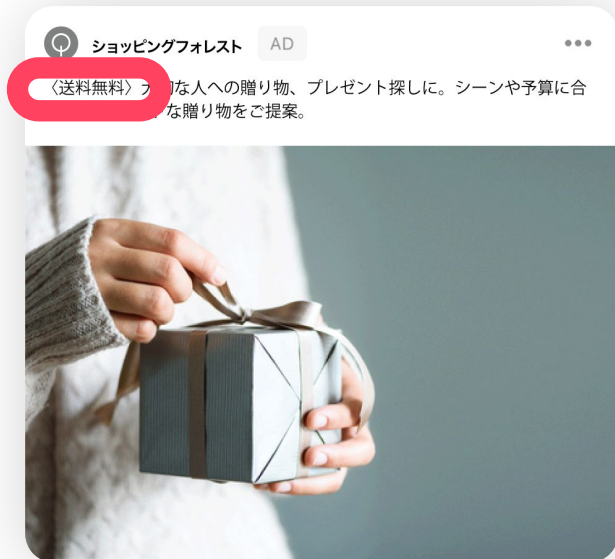 ショッピングフォレスト AD
〈送料無料〉な人への贈り物、プレゼント探しに。シーンや予算に合
な贈り物をご提案。